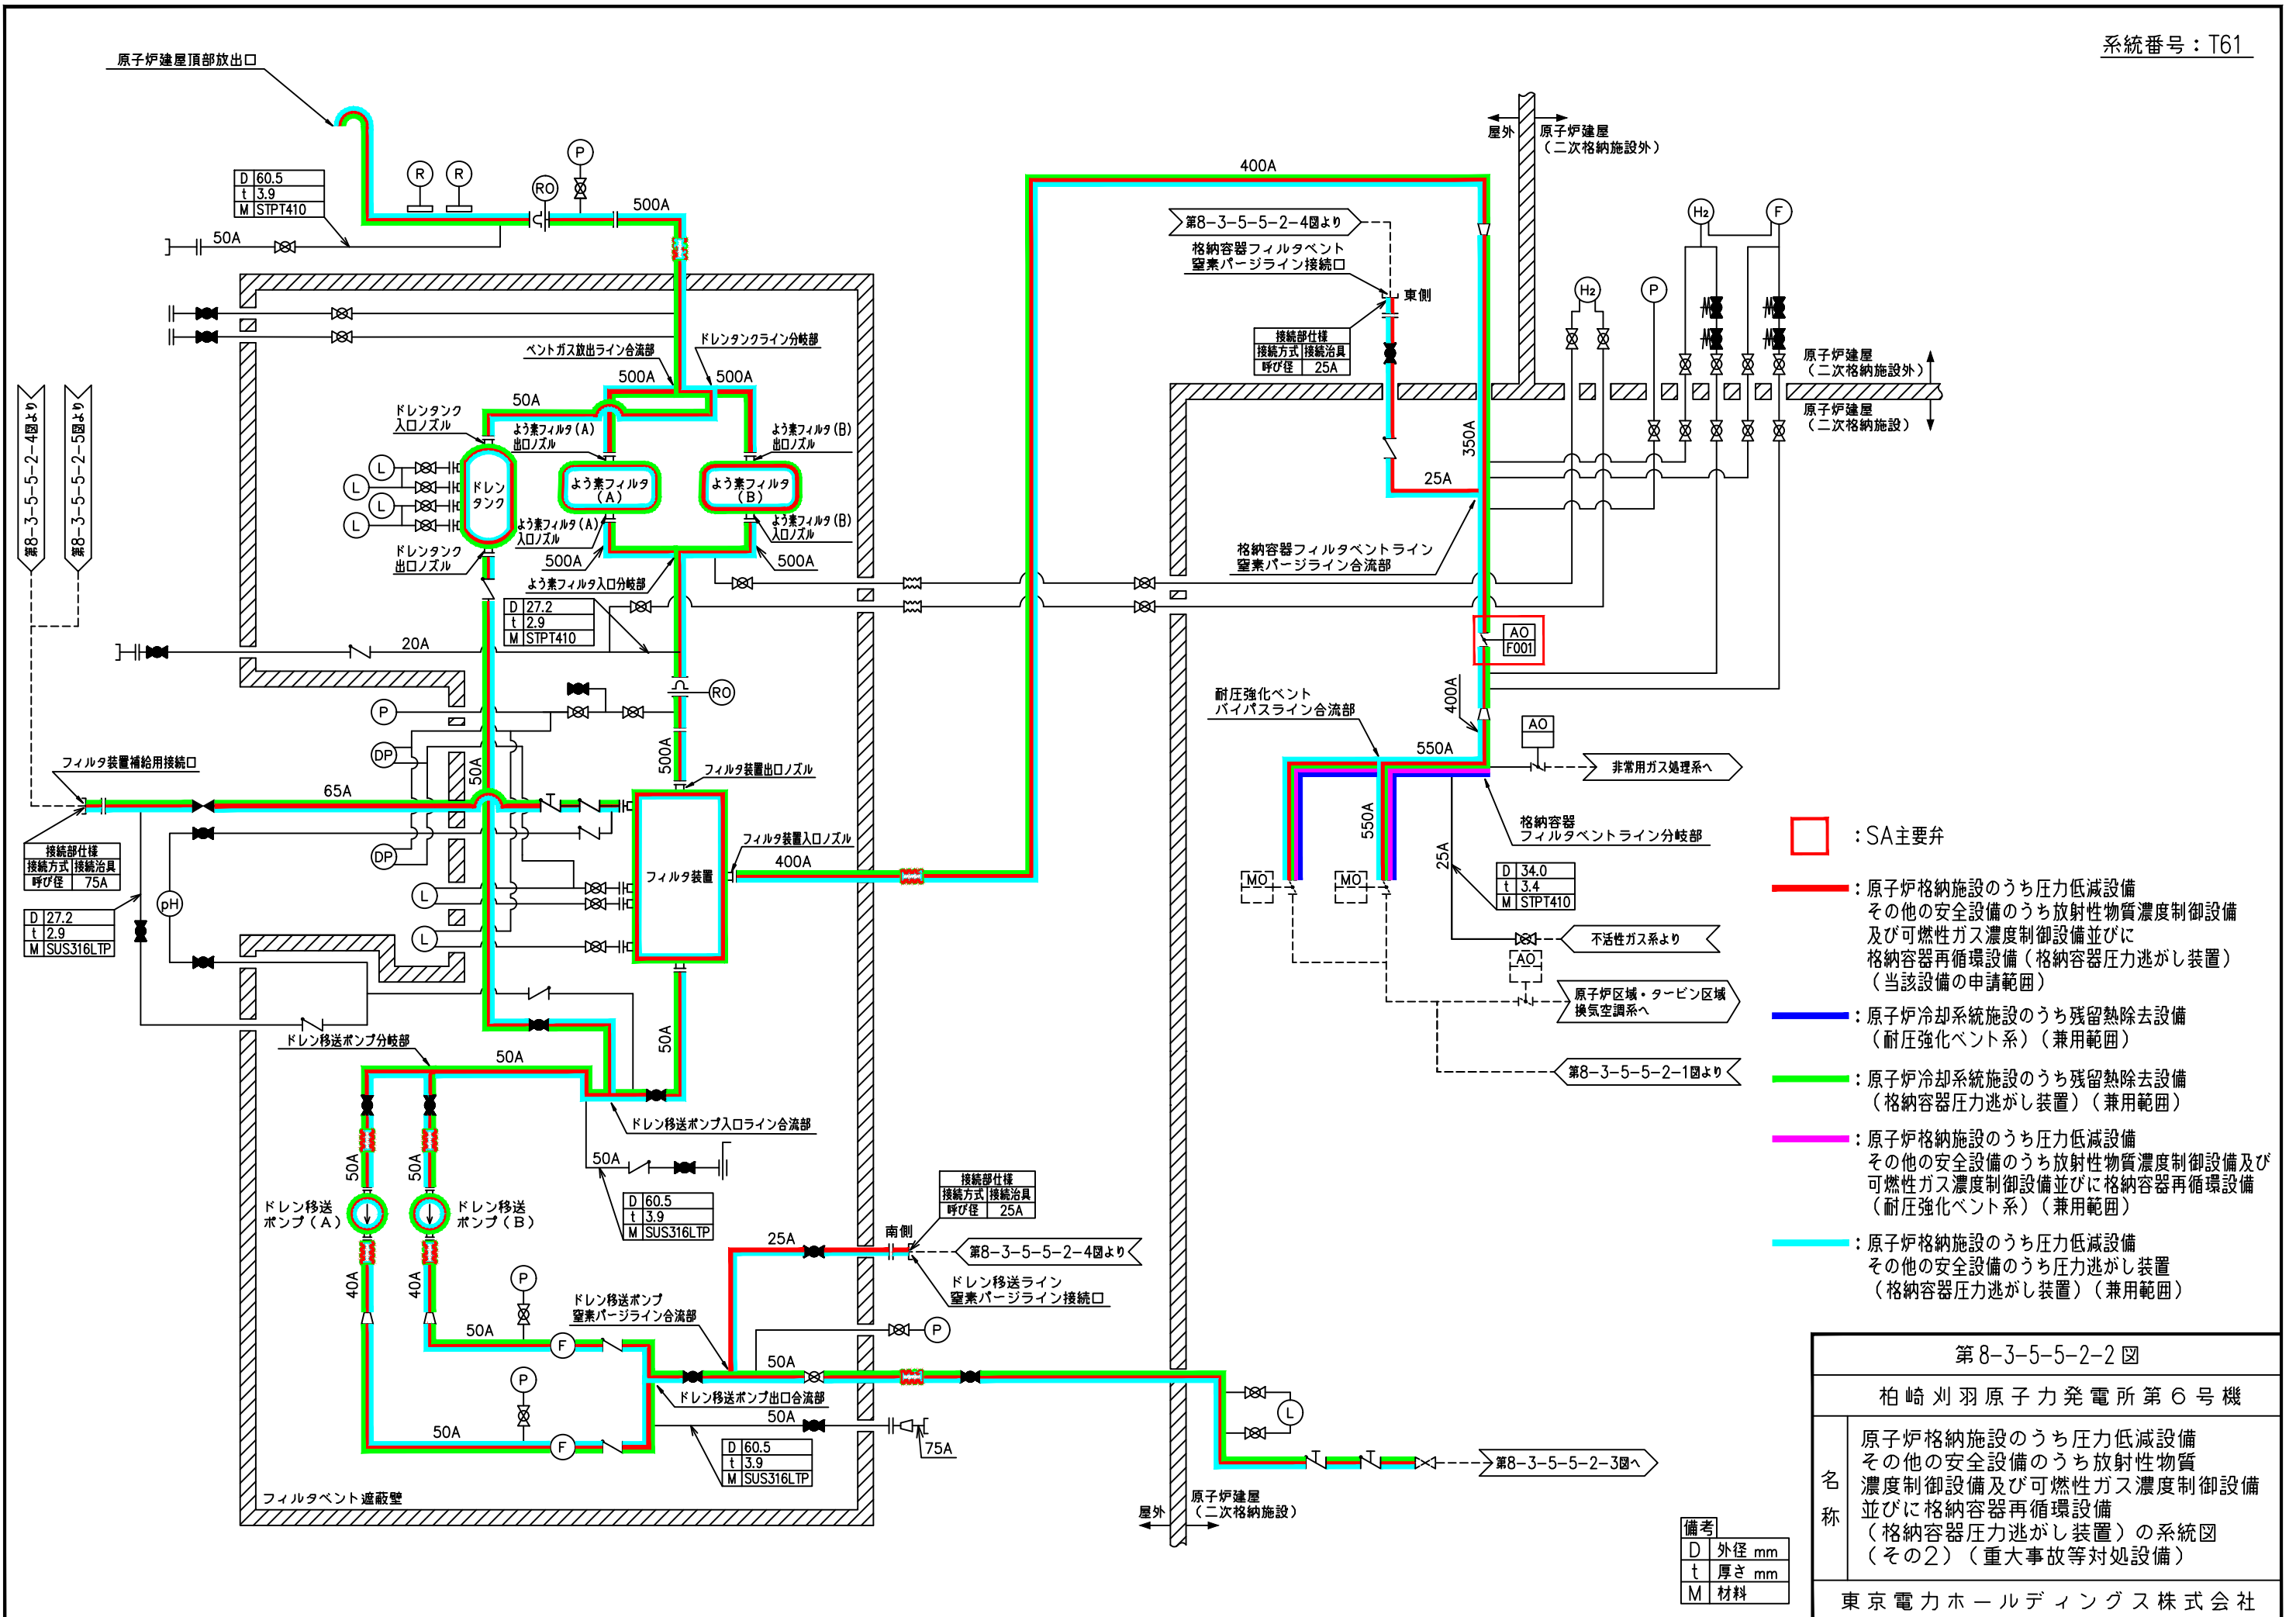 系統番号：T61
原子炉建屋頂部放出口
D 60.5
t 3.9
M STPT410
50A
R
R
RO
P
500A
400A
屋外
原子炉建屋
（二次格納施設外）
第8-3-5-5-2-4図より
格納容器フィルタベント
窒素パージライン接続口
東側
接続部仕様
接続方式 接続治具
呼び径 25A
H2
F
H2
P
原子炉建屋
（二次格納施設外）
原子炉建屋
（二次格納施設）
350A
25A
格納容器フィルタベントライン
窒素パージライン合流部
AO
F001
400A
耐圧強化ベント
バイパスライン合流部
550A
AO
非常用ガス処理系へ
550A
格納容器
フィルタベントライン分岐部
25A
D 34.0
t 3.4
M STPT410
MO
MO
不活性ガス系より
AO
原子炉区域・タービン区域
換気空調系へ
第8-3-5-5-2-1図より
ベントガス放出ライン合流部
ドレンタンクライン分岐部
500A
500A
50A
ドレンタンク
入口ノズル
よう素フィルタ(A)
出口ノズル
よう素フィルタ(B)
出口ノズル
L
L
L
L
ドレン
タンク
よう素フィルタ
（A）
よう素フィルタ
（B）
よう素フィルタ(A)
入口ノズル
よう素フィルタ(B)
入口ノズル
ドレンタンク
出口ノズル
500A
500A
よう素フィルタ入口分岐部
D 27.2
t 2.9
M STPT410
20A
第8-3-5-5-2-4図より
第8-3-5-5-2-5図より
P
RO
DP
50A
500A
フィルタ装置出口ノズル
フィルタ装置補給用接続口
65A
接続部仕様
接続方式 接続治具
呼び径 75A
DP
フィルタ装置入口ノズル
400A
フィルタ装置
L
L
pH
D 27.2
t 2.9
M SUS316LTP
50A
ドレン移送ポンプ分岐部
50A
ドレン移送ポンプ入口ライン合流部
50A
D 60.5
t 3.9
M SUS316LTP
50A
50A
ドレン移送
ポンプ（A）
ドレン移送
ポンプ（B）
40A
40A
P
50A
F
P
50A
F
接続部仕様
接続方式 接続治具
呼び径 25A
南側
25A
第8-3-5-5-2-4図より
ドレン移送ライン
窒素パージライン接続口
ドレン移送ポンプ
窒素パージライン合流部
P
50A
ドレン移送ポンプ出口合流部
50A
D 60.5
t 3.9
M SUS316LTP
75A
フィルタベント遮蔽壁
L
第8-3-5-5-2-3図へ
屋外
原子炉建屋
（二次格納施設）
：SA主要弁
：原子炉格納施設のうち圧力低減設備
その他の安全設備のうち放射性物質濃度制御設備
及び可燃性ガス濃度制御設備並びに
格納容器再循環設備（格納容器圧力逃がし装置）
（当該設備の申請範囲）
：原子炉冷却系統施設のうち残留熱除去設備
（耐圧強化ベント系）（兼用範囲）
：原子炉冷却系統施設のうち残留熱除去設備
（格納容器圧力逃がし装置）（兼用範囲）
：原子炉格納施設のうち圧力低減設備
その他の安全設備のうち放射性物質濃度制御設備及び
可燃性ガス濃度制御設備並びに格納容器再循環設備
（耐圧強化ベント系）（兼用範囲）
：原子炉格納施設のうち圧力低減設備
その他の安全設備のうち圧力逃がし装置
（格納容器圧力逃がし装置）（兼用範囲）
備考
D 外径 mm
t 厚さ mm
M 材料
第8-3-5-5-2-2図
柏崎刈羽原子力発電所第6号機
名称
原子炉格納施設のうち圧力低減設備
その他の安全設備のうち放射性物質
濃度制御設備及び可燃性ガス濃度制御設備
並びに格納容器再循環設備
（格納容器圧力逃がし装置）の系統図
（その2）（重大事故等対処設備）
東京電力ホールディングス株式会社